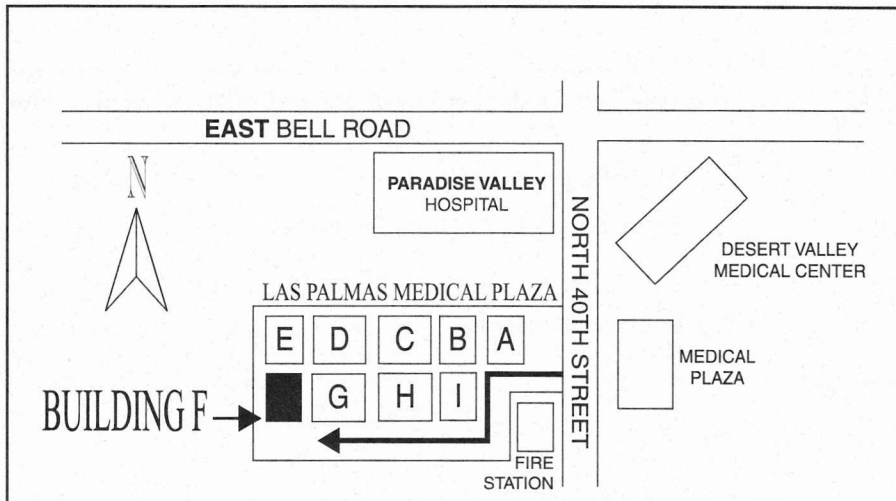 EAST BELL ROAD
N
PARADISE VALLEY
HOSPITAL
NORTH 40TH STREET
DESERT VALLEY
MEDICAL CENTER
LAS PALMAS MEDICAL PLAZA
E D C B A
MEDICAL
PLAZA
BUILDING F
G H I
FIRE
STATION